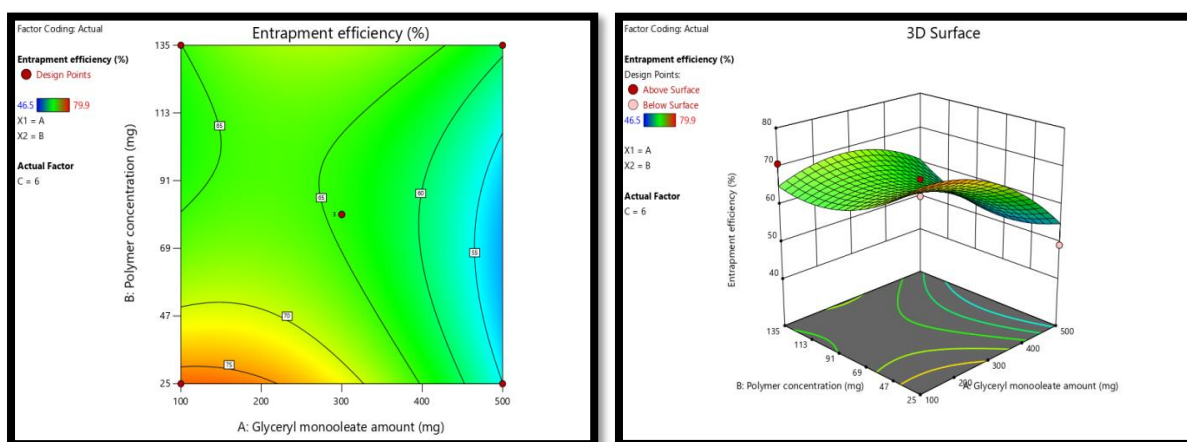 Factor Coding: Actual
Entrapment efficiency (%)
Entrapment efficiency (%)
Design Points
46.5 79.9
X1 = A
X2 = B
Actual Factor
C = 6
B: Polymer concentration (mg)
135
113
91
69
47
25
65
65
60
55
3
70
75
100 200 300 400 500
A: Glyceryl monooleate amount (mg)
Factor Coding: Actual
3D Surface
Entrapment efficiency (%)
Design Points:
Above Surface
Below Surface
46.5 79.9
X1 = A
X2 = B
Actual Factor
C = 6
Entrapment efficiency (%)
80
70
60
50
40
135
113
91
69
47
25
100
200
300
400
500
B: Polymer concentration (mg)
A: Glyceryl monooleate amount (mg)